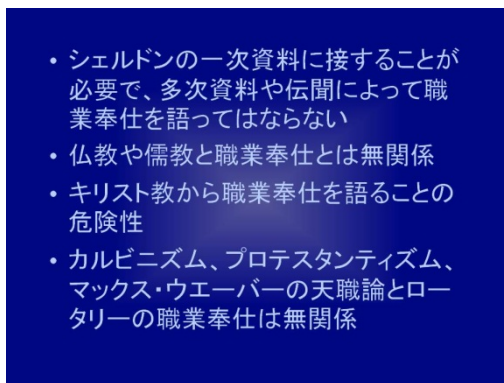 • シェルドンの一次資料に接することが
必要で、多次資料や伝聞によって職
業奉仕を語ってはならない
• 仏教や儒教と職業奉仕とは無関係
• キリスト教から職業奉仕を語ることの
危険性
• カルビニズム、プロテスタンティズム、
マックス・ウエーバーの天職論とロー
タリーの職業奉仕は無関係